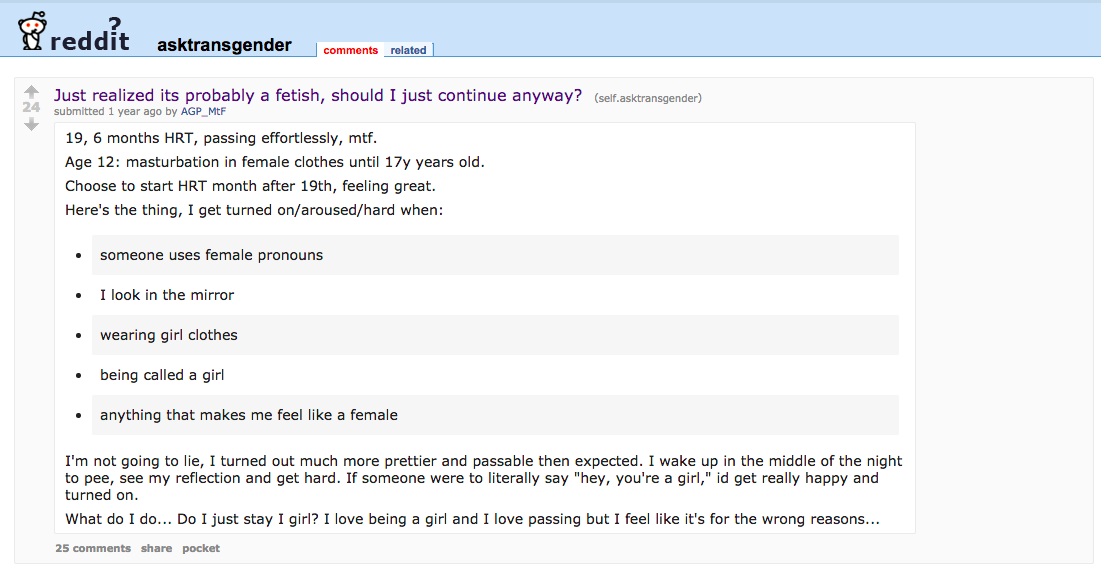 reddit ?
asktransgender
comments related
24
Just realized its probably a fetish, should I just continue anyway? (self.asktransgender)
submitted 1 year ago by AGP_MtF
19, 6 months HRT, passing effortlessly, mtf.
Age 12: masturbation in female clothes until 17y years old.
Choose to start HRT month after 19th, feeling great.
Here's the thing, I get turned on/aroused/hard when:
• someone uses female pronouns
• I look in the mirror
• wearing girl clothes
• being called a girl
• anything that makes me feel like a female
I'm not going to lie, I turned out much more prettier and passable then expected. I wake up in the middle of the night
to pee, see my reflection and get hard. If someone were to literally say "hey, you're a girl," id get really happy and
turned on.
What do I do... Do I just stay I girl? I love being a girl and I love passing but I feel like it's for the wrong reasons...
25 comments share pocket